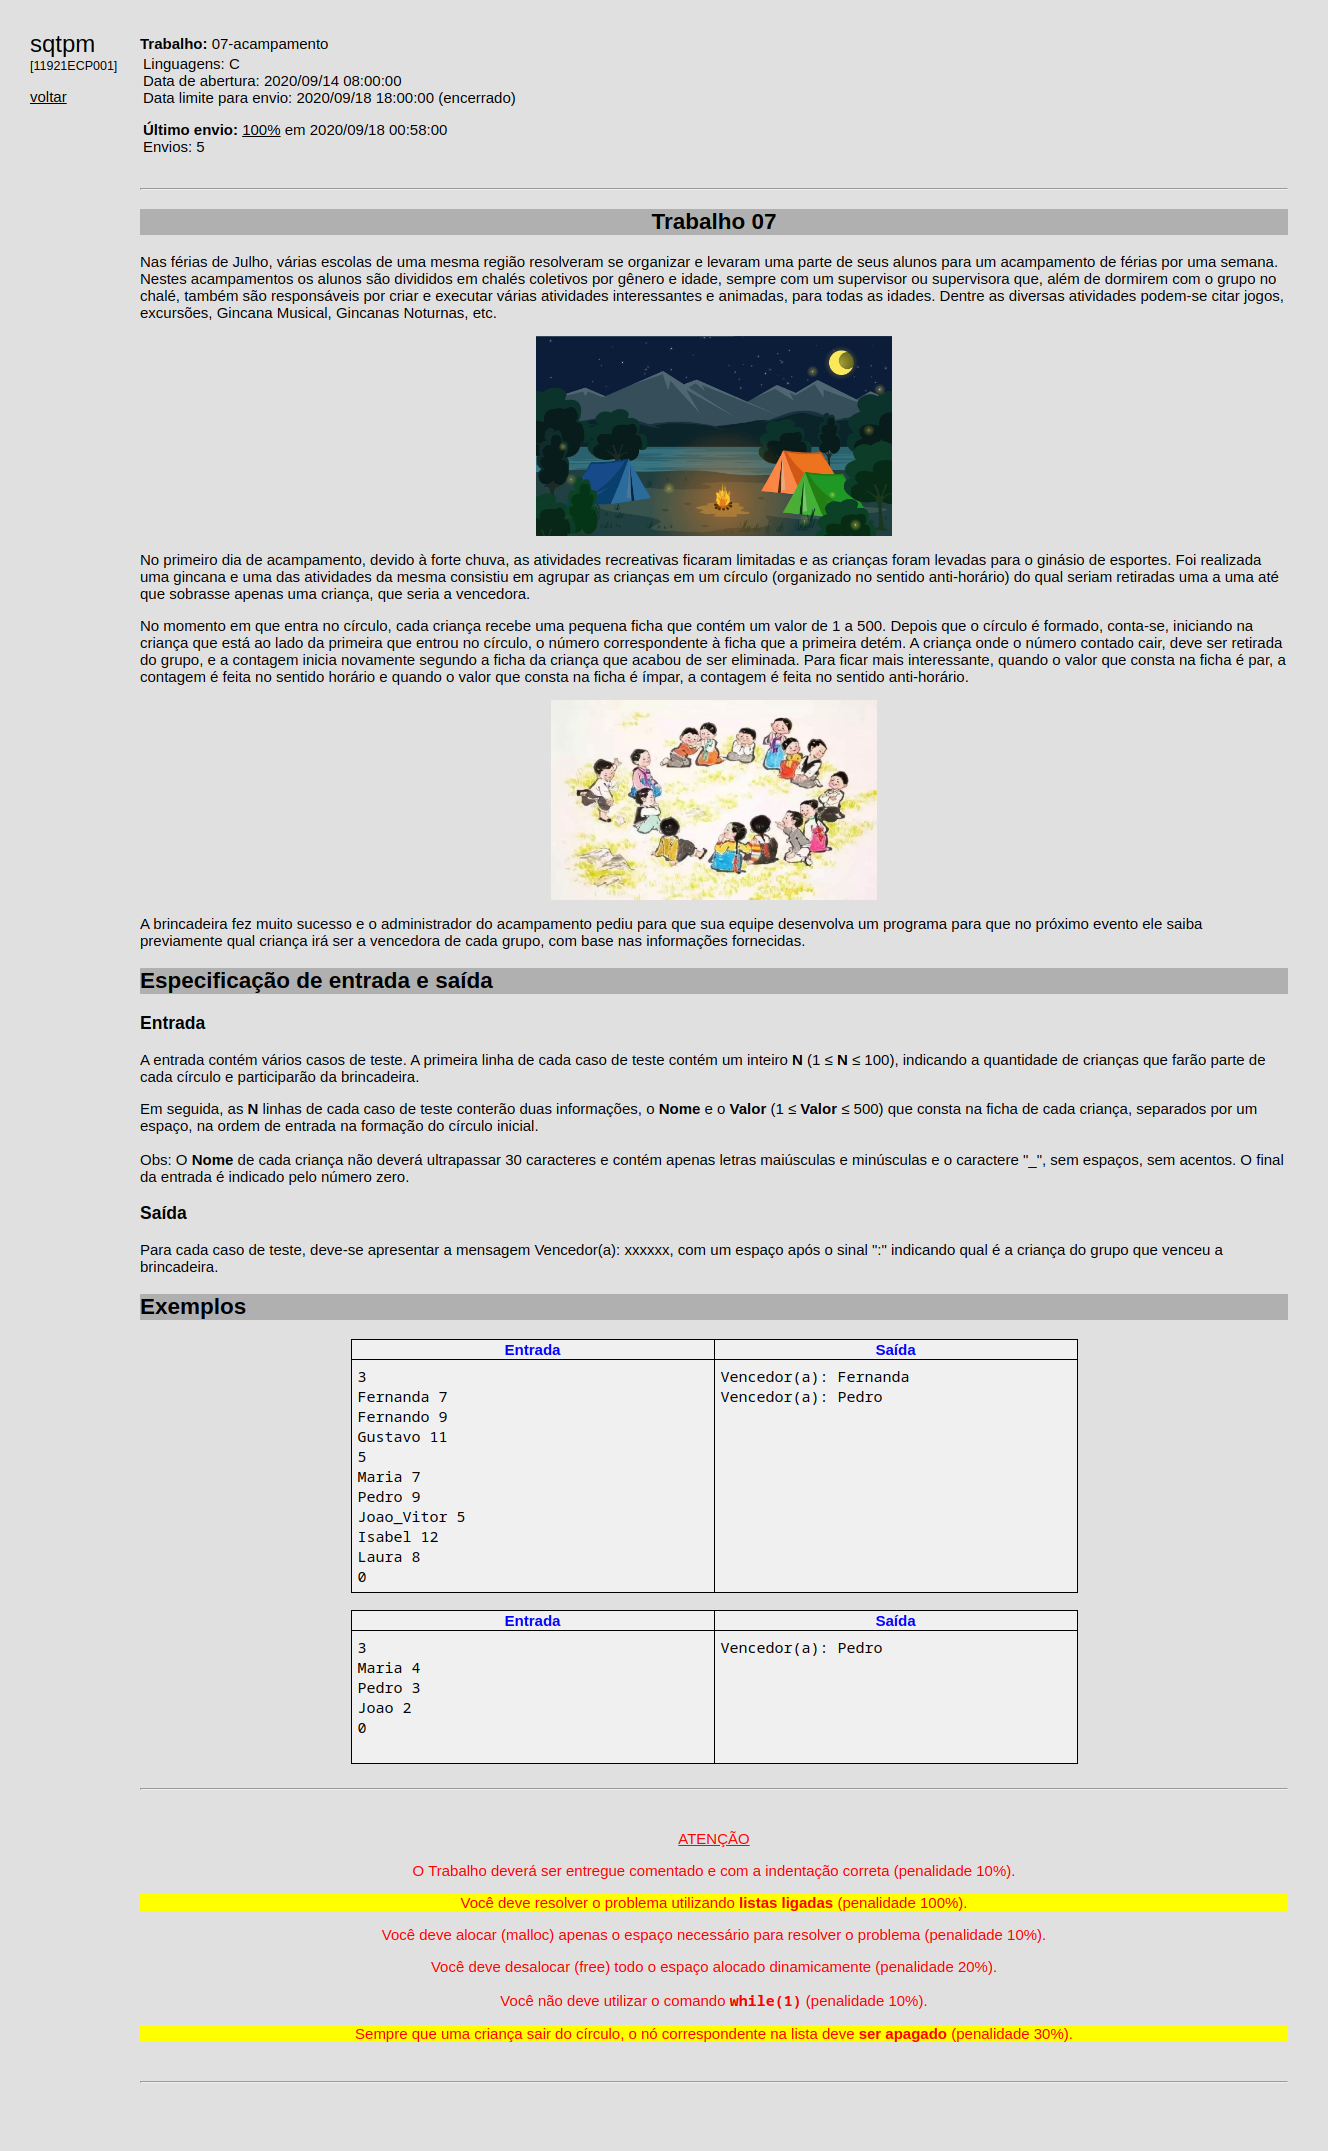 sqtpm
[11921ECP001]
voltar
Trabalho: 07-acampamento
Linguagens: C
Data de abertura: 2020/09/14 08:00:00
Data limite para envio: 2020/09/18 18:00:00 (encerrado)
Último envio: 100% em 2020/09/18 00:58:00
Envios: 5
Trabalho 07
Nas férias de Julho, várias escolas de uma mesma região resolveram se organizar e levaram uma parte de seus alunos para um acampamento de férias por uma semana.
Nestes acampamentos os alunos são divididos em chalés coletivos por gênero e idade, sempre com um supervisor ou supervisora que, além de dormirem com o grupo no
chalé, também são responsáveis por criar e executar várias atividades interessantes e animadas, para todas as idades. Dentre as diversas atividades podem-se citar jogos,
excursões, Gincana Musical, Gincanas Noturnas, etc.
No primeiro dia de acampamento, devido à forte chuva, as atividades recreativas ficaram limitadas e as crianças foram levadas para o ginásio de esportes. Foi realizada
uma gincana e uma das atividades da mesma consistiu em agrupar as crianças em um círculo (organizado no sentido anti-horário) do qual seriam retiradas uma a uma até
que sobrasse apenas uma criança, que seria a vencedora.
No momento em que entra no círculo, cada criança recebe uma pequena ficha que contém um valor de 1 a 500. Depois que o círculo é formado, conta-se, iniciando na
criança que está ao lado da primeira que entrou no círculo, o número correspondente à ficha que a primeira detém. A criança onde o número contado cair, deve ser retirada
do grupo, e a contagem inicia novamente segundo a ficha da criança que acabou de ser eliminada. Para ficar mais interessante, quando o valor que consta na ficha é par, a
contagem é feita no sentido horário e quando o valor que consta na ficha é ímpar, a contagem é feita no sentido anti-horário.
A brincadeira fez muito sucesso e o administrador do acampamento pediu para que sua equipe desenvolva um programa para que no próximo evento ele saiba
previamente qual criança irá ser a vencedora de cada grupo, com base nas informações fornecidas.
Especificação de entrada e saída
Entrada
A entrada contém vários casos de teste. A primeira linha de cada caso de teste contém um inteiro N (1 ≤ N ≤ 100), indicando a quantidade de crianças que farão parte de
cada círculo e participarão da brincadeira.
Em seguida, as N linhas de cada caso de teste conterão duas informações, o Nome e o Valor (1 ≤ Valor ≤ 500) que consta na ficha de cada criança, separados por um
espaço, na ordem de entrada na formação do círculo inicial.
Obs: O Nome de cada criança não deverá ultrapassar 30 caracteres e contém apenas letras maiúsculas e minúsculas e o caractere "_", sem espaços, sem acentos. O final
da entrada é indicado pelo número zero.
Saída
Para cada caso de teste, deve-se apresentar a mensagem Vencedor(a): xxxxxx, com um espaço após o sinal ":" indicando qual é a criança do grupo que venceu a
brincadeira.
Exemplos
Entrada Saída
3 Vencedor(a): Fernanda
Fernanda 7 Vencedor(a): Pedro
Fernando 9
Gustavo 11
5
Maria 7
Pedro 9
Joao_Vitor 5
Isabel 12
Laura 8
0
Entrada Saída
3 Vencedor(a): Pedro
Maria 4
Pedro 3
Joao 2
0
ATENÇÃO
O Trabalho deverá ser entregue comentado e com a indentação correta (penalidade 10%).
Você deve resolver o problema utilizando listas ligadas (penalidade 100%).
Você deve alocar (malloc) apenas o espaço necessário para resolver o problema (penalidade 10%).
Você deve desalocar (free) todo o espaço alocado dinamicamente (penalidade 20%).
Você não deve utilizar o comando while(1) (penalidade 10%).
Sempre que uma criança sair do círculo, o nó correspondente na lista deve ser apagado (penalidade 30%).